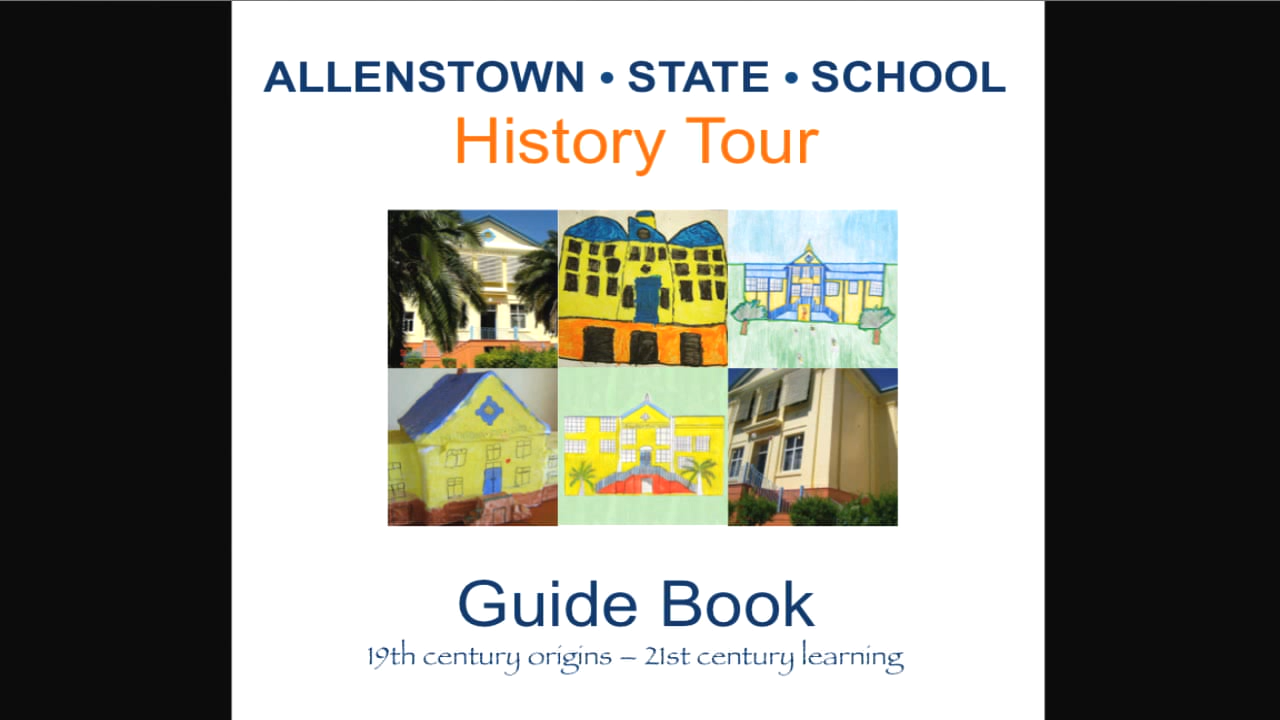 ALLENSTOWN • STATE • SCHOOL
History Tour
Guide Book
19th century origins – 21st century learning